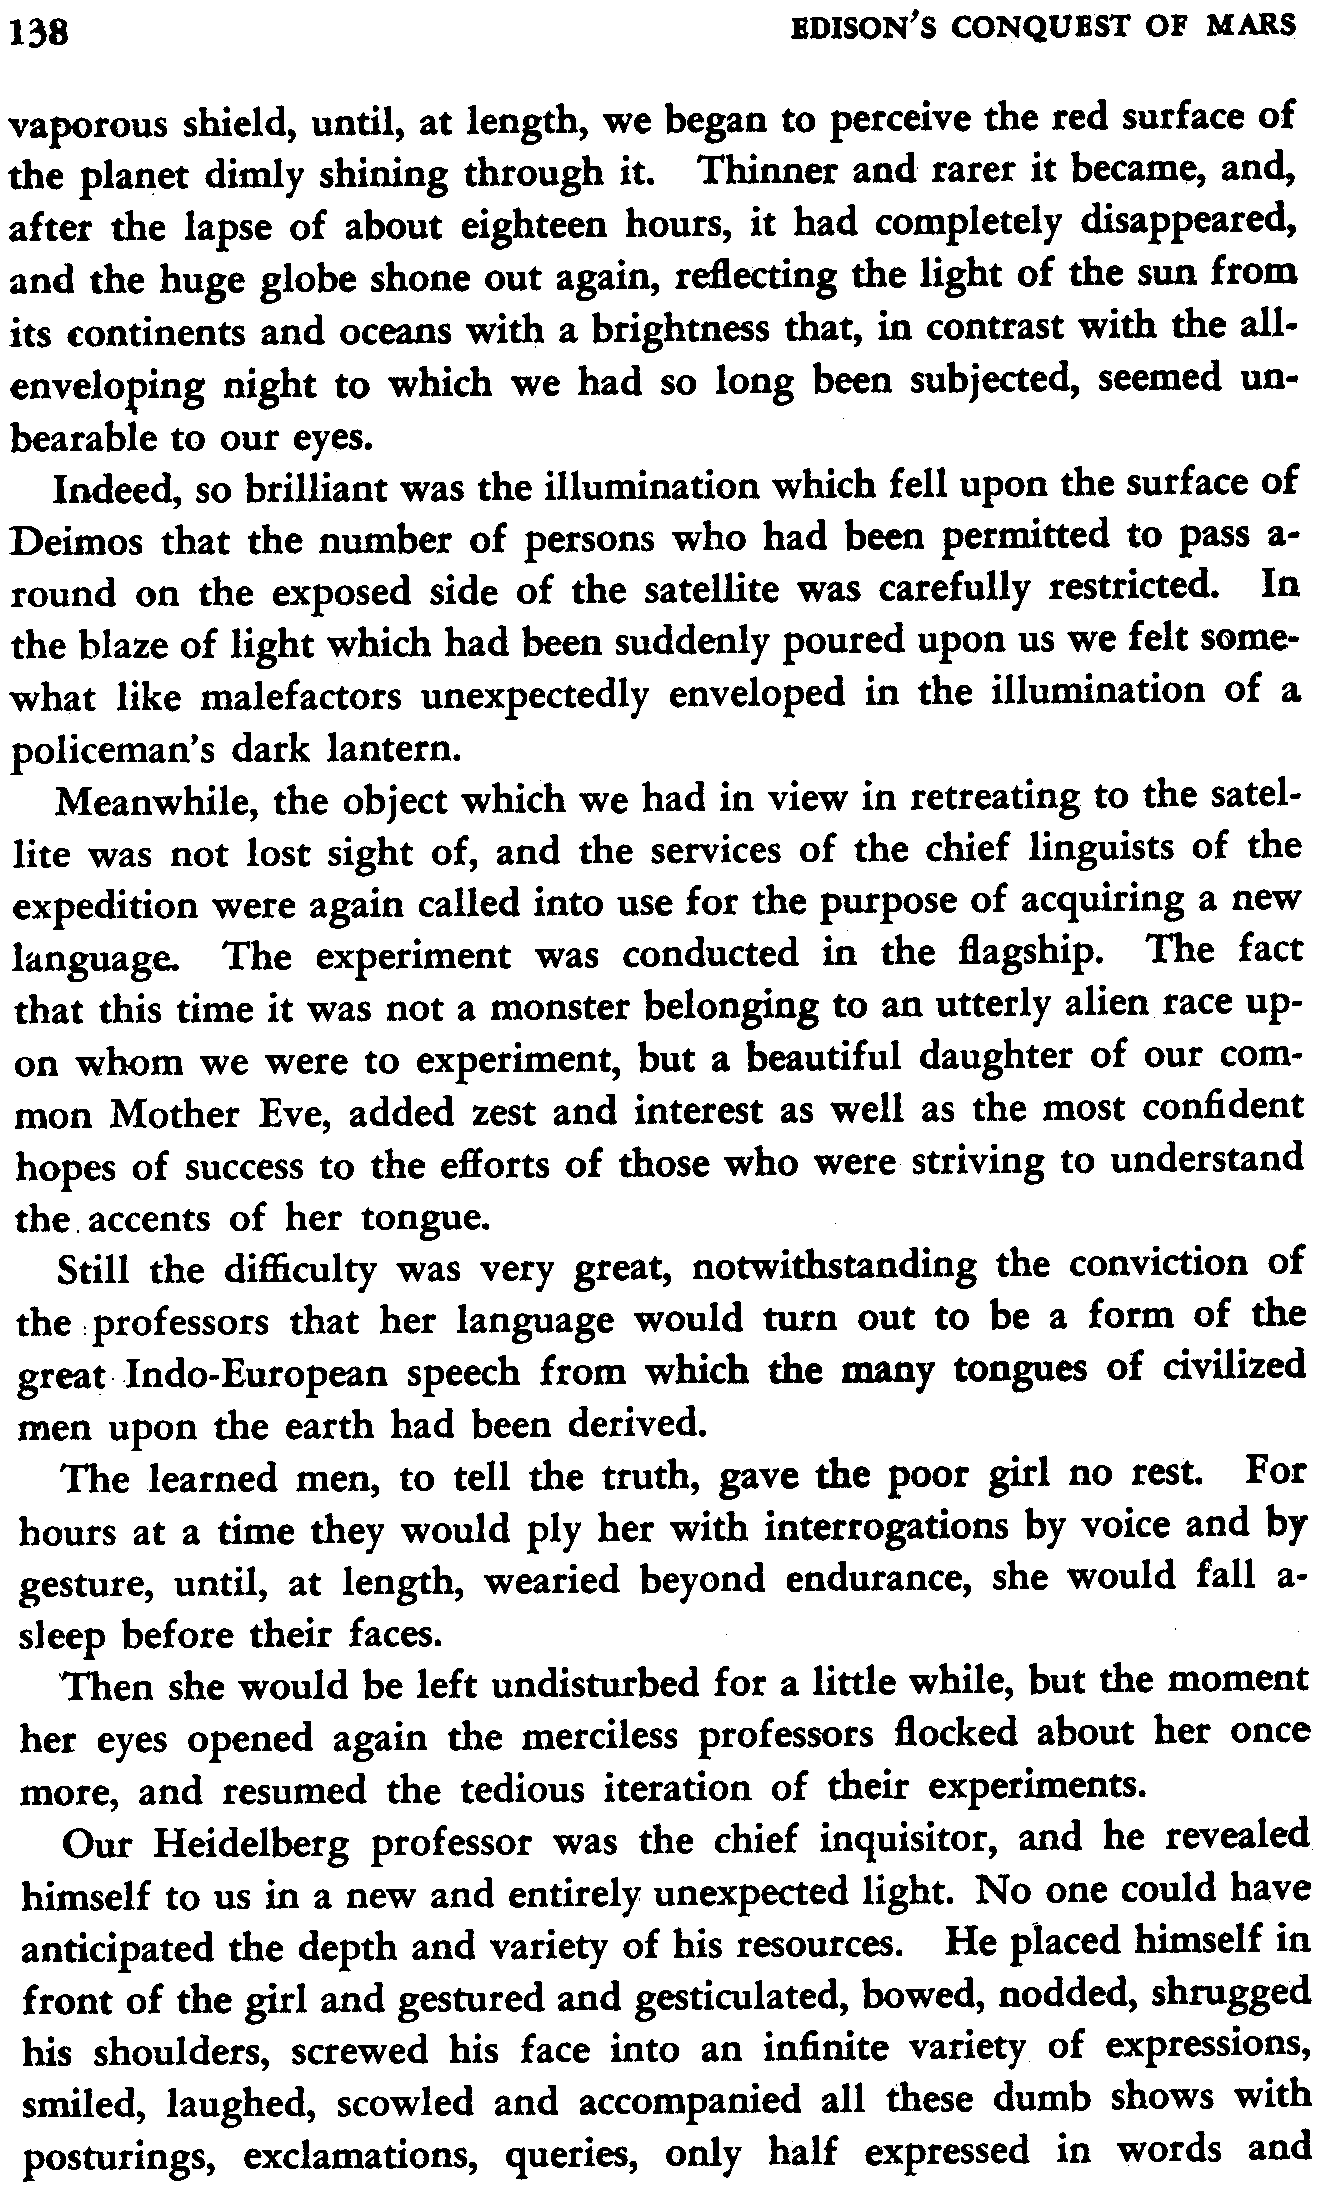 138 EDISON'S CONQUEST OF MARS
vaporous shield, until, at length, we began to perceive the red surface of
the planet dimly shining through it. Thinner and rarer it became, and,
after the lapse of about eighteen hours, it had completely disappeared,
and the huge globe shone out again, reflecting the light of the sun from
its continents and oceans with a brightness that, in contrast with the all-
enveloping night to which we had so long been subjected, seemed un-
bearable to our eyes.
Indeed, so brilliant was the illumination which fell upon the surface of
Deimos that the number of persons who had been permitted to pass a-
round on the exposed side of the satellite was carefully restricted. In
the blaze of light which had been suddenly poured upon us we felt some-
what like malefactors unexpectedly enveloped in the illumination of a
policeman's dark lantern.
Meanwhile, the object which we had in view in retreating to the satel-
lite was not lost sight of, and the services of the chief linguists of the
expedition were again called into use for the purpose of acquiring a new
language. The experiment was conducted in the flagship. The fact
that this time it was not a monster belonging to an utterly alien race up-
on whom we were to experiment, but a beautiful daughter of our com-
mon Mother Eve, added zest and interest as well as the most confident
hopes of success to the efforts of those who were striving to understand
the accents of her tongue.
Still the difficulty was very great, notwithstanding the conviction of
the professors that her language would turn out to be a form of the
great Indo-European speech from which the many tongues of civilized
men upon the earth had been derived.
The learned men, to tell the truth, gave the poor girl no rest. For
hours at a time they would ply her with interrogations by voice and by
gesture, until, at length, wearied beyond endurance, she would fall a-
sleep before their faces.
Then she would be left undisturbed for a little while, but the moment
her eyes opened again the merciless professors flocked about her once
more, and resumed the tedious iteration of their experiments.
Our Heidelberg professor was the chief inquisitor, and he revealed
himself to us in a new and entirely unexpected light. No one could have
anticipated the depth and variety of his resources. He placed himself in
front of the girl and gestured and gesticulated, bowed, nodded, shrugged
his shoulders, screwed his face into an infinite variety of expressions,
smiled, laughed, scowled and accompanied all these dumb shows with
posturings, exclamations, queries, only half expressed in words and